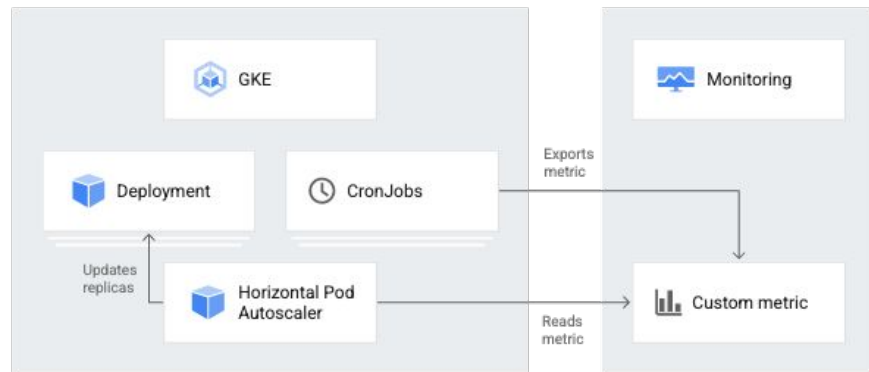 GKE
Monitoring
Exports
metric
Deployment
CronJobs
Updates
replicas
Horizontal Pod
Autoscaler
Custom metric
Reads
metric